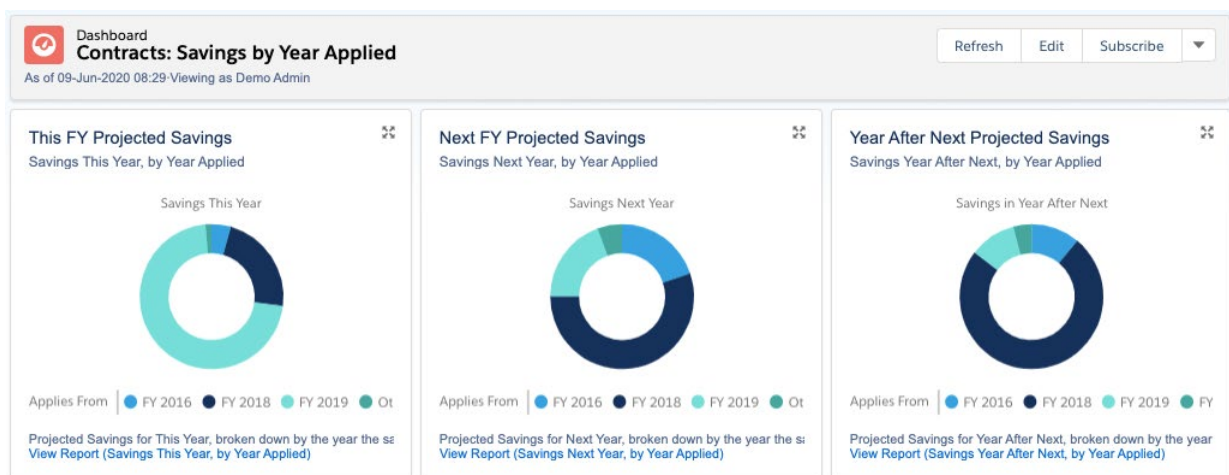 Dashboard
Contracts: Savings by Year Applied
As of 09-Jun-2020 08:29·Viewing as Demo Admin
Refresh
Edit
Subscribe
This FY Projected Savings
Savings This Year, by Year Applied
Savings This Year
Applies From
FY 2016
FY 2018
FY 2019
Ot
Projected Savings for This Year, broken down by the year the sa
View Report (Savings This Year, by Year Applied)
Next FY Projected Savings
Savings Next Year, by Year Applied
Savings Next Year
Applies From
FY 2016
FY 2018
FY 2019
Ot
Projected Savings for Next Year, broken down by the year the sa
View Report (Savings Next Year, by Year Applied)
Year After Next Projected Savings
Savings Year After Next, by Year Applied
Savings in Year After Next
Applies From
FY 2016
FY 2018
FY 2019
FY
Projected Savings for Year After Next, broken down by the year
View Report (Savings Year After Next, by Year Applied)